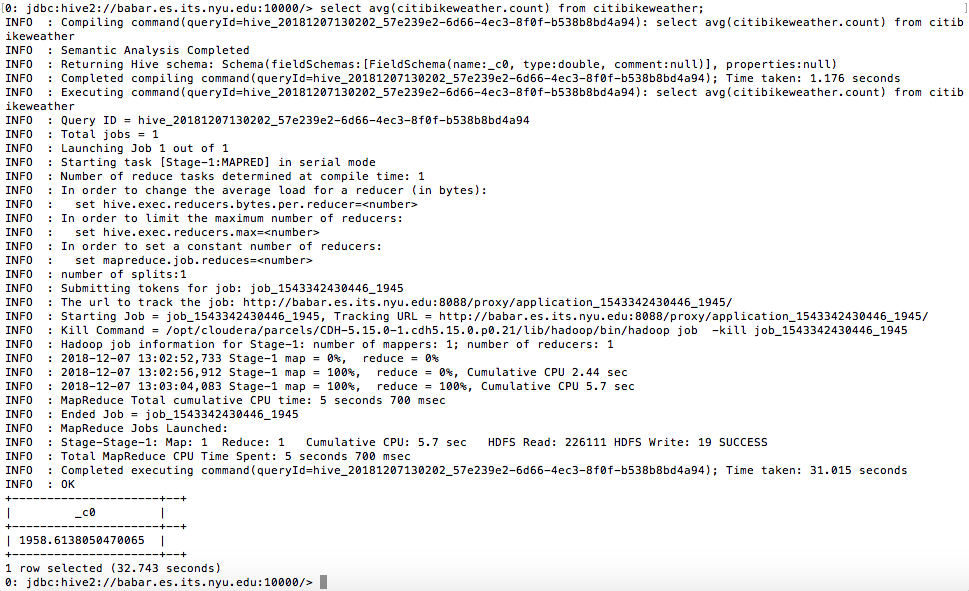 0: jdbc:hive2://babar.es.its.nyu.edu:10000/> select avg(citibikeweather.count) from citibikeweather;
INFO  : Compiling command(queryId=hive_20181207130202_57e239e2-6d66-4ec3-8f0f-b538b8bd4a94): select avg(citibikeweather.count) from citib
ikeweather
INFO  : Semantic Analysis Completed
INFO  : Returning Hive schema: Schema(fieldSchemas:[FieldSchema(name:_c0, type:double, comment:null)], properties:null)
INFO  : Completed compiling command(queryId=hive_20181207130202_57e239e2-6d66-4ec3-8f0f-b538b8bd4a94); Time taken: 1.176 seconds
INFO  : Executing command(queryId=hive_20181207130202_57e239e2-6d66-4ec3-8f0f-b538b8bd4a94): select avg(citibikeweather.count) from citib
ikeweather
INFO  : Query ID = hive_20181207130202_57e239e2-6d66-4ec3-8f0f-b538b8bd4a94
INFO  : Total jobs = 1
INFO  : Launching Job 1 out of 1
INFO  : Starting task [Stage-1:MAPRED] in serial mode
INFO  : Number of reduce tasks determined at compile time: 1
INFO  : In order to change the average load for a reducer (in bytes):
INFO  :   set hive.exec.reducers.bytes.per.reducer=<number>
INFO  : In order to limit the maximum number of reducers:
INFO  :   set hive.exec.reducers.max=<number>
INFO  : In order to set a constant number of reducers:
INFO  :   set mapreduce.job.reduces=<number>
INFO  : number of splits:1
INFO  : Submitting tokens for job: job_1543342430446_1945
INFO  : The url to track the job: http://babar.es.its.nyu.edu:8088/proxy/application_1543342430446_1945/
INFO  : Starting Job = job_1543342430446_1945, Tracking URL = http://babar.es.its.nyu.edu:8088/proxy/application_1543342430446_1945/
INFO  : Kill Command = /opt/cloudera/parcels/CDH-5.15.0-1.cdh5.15.0.p0.21/lib/hadoop/bin/hadoop job  -kill job_1543342430446_1945
INFO  : Hadoop job information for Stage-1: number of mappers: 1; number of reducers: 1
INFO  : 2018-12-07 13:02:52,733 Stage-1 map = 0%,  reduce = 0%
INFO  : 2018-12-07 13:02:56,912 Stage-1 map = 100%,  reduce = 0%, Cumulative CPU 2.44 sec
INFO  : 2018-12-07 13:03:04,083 Stage-1 map = 100%,  reduce = 100%, Cumulative CPU 5.7 sec
INFO  : MapReduce Total cumulative CPU time: 5 seconds 700 msec
INFO  : Ended Job = job_1543342430446_1945
INFO  : MapReduce Jobs Launched:
INFO  : Stage-Stage-1: Map: 1  Reduce: 1   Cumulative CPU: 5.7 sec   HDFS Read: 226111 HDFS Write: 19 SUCCESS
INFO  : Total MapReduce CPU Time Spent: 5 seconds 700 msec
INFO  : Completed executing command(queryId=hive_20181207130202_57e239e2-6d66-4ec3-8f0f-b538b8bd4a94); Time taken: 31.015 seconds
INFO  : OK
+---------------------+--+
|         _c0         |
+---------------------+--+
| 1958.6138050470065  |
+---------------------+--+
1 row selected (32.743 seconds)
0: jdbc:hive2://babar.es.its.nyu.edu:10000/>